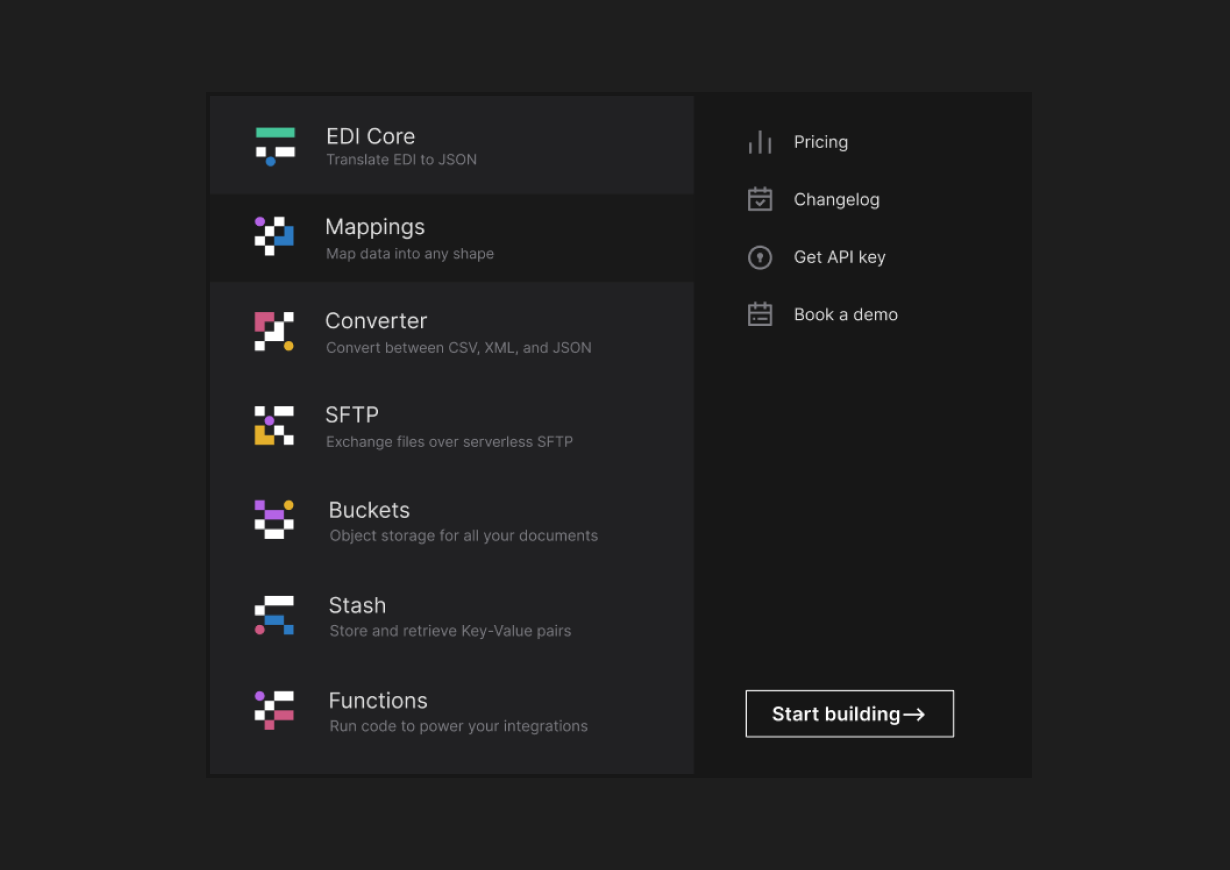 EDI Core
Translate EDI to JSON
Mappings
Map data into any shape
Converter
Convert between CSV, XML, and JSON
SFTP
Exchange files over serverless SFTP
Buckets
Object storage for all your documents
Stash
Store and retrieve Key-Value pairs
Functions
Run code to power your integrations
Pricing
Changelog
Get API key
Book a demo
Start building→